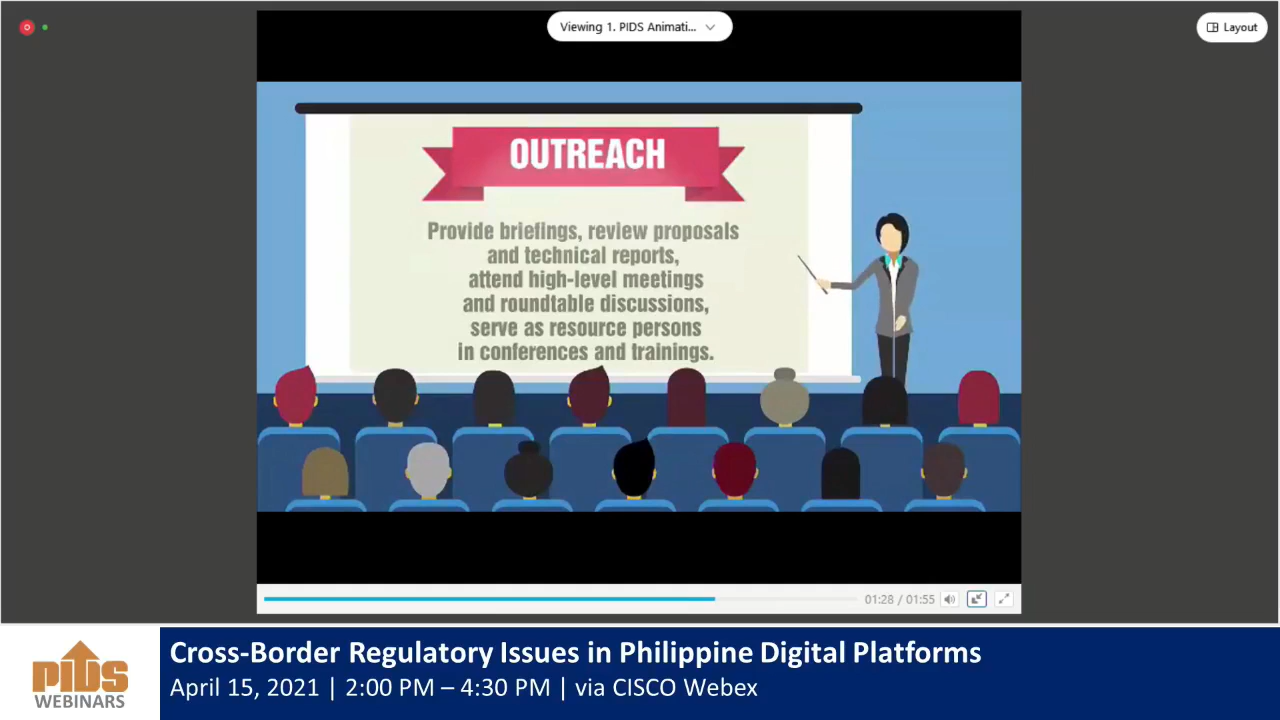 Viewing 1. PIDS Animati...
Layout
OUTREACH
Provide briefings, review proposals
and technical reports,
attend high-level meetings
and roundtable discussions,
serve as resource persons
in conferences and trainings.
01:28 / 01:55
PIDS
WEBINARS
Cross-Border Regulatory Issues in Philippine Digital Platforms
April 15, 2021 | 2:00 PM – 4:30 PM | via CISCO Webex